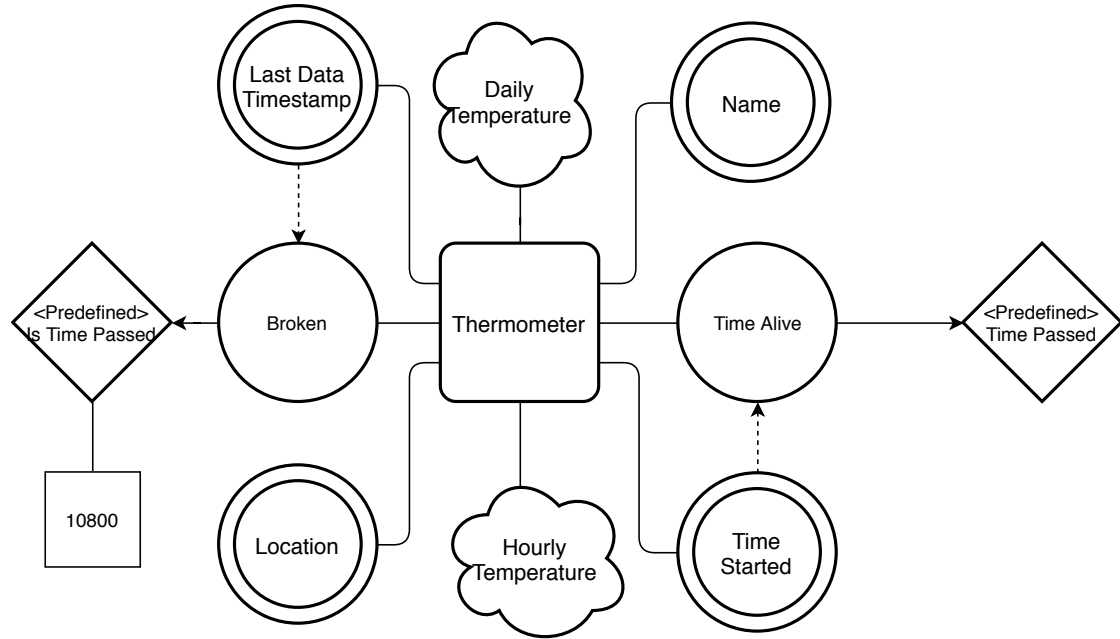 Last Data
Timestamp
Daily
Temperature
Name
<Predefined>
Is Time Passed
Broken
Thermometer
Time Alive
<Predefined>
Time Passed
10800
Location
Hourly
Temperature
Time
Started